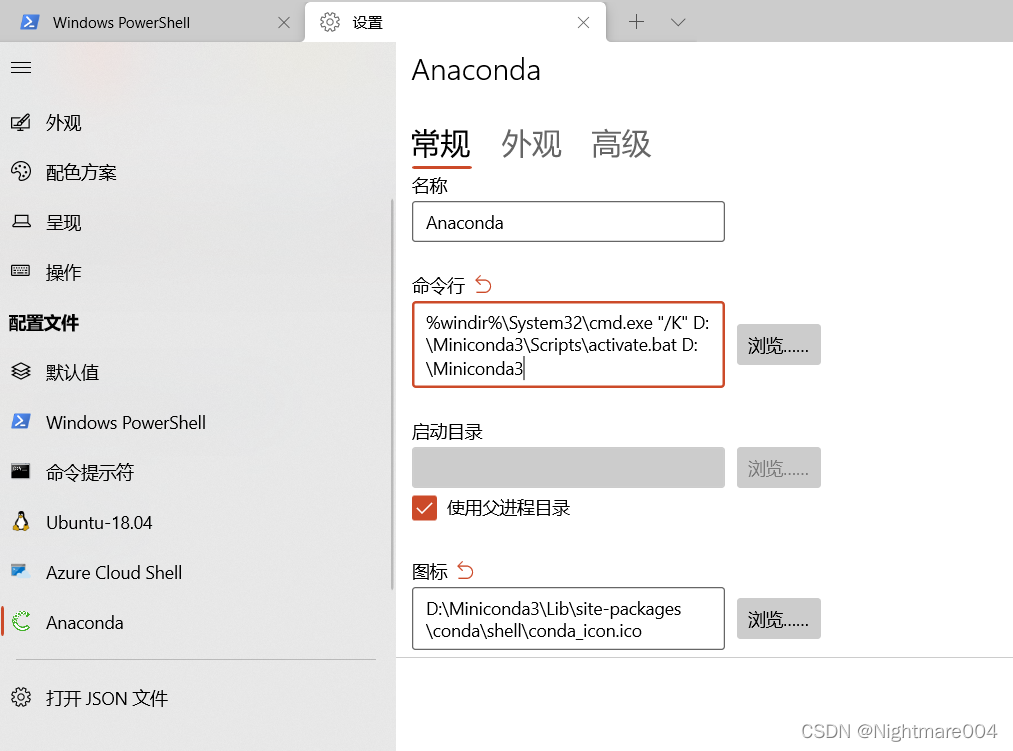 Windows PowerShell
设置
Anaconda
外观
配色方案
呈现
操作
配置文件
默认值
Windows PowerShell
命令提示符
Ubuntu-18.04
Azure Cloud Shell
Anaconda
打开 JSON 文件
常规 外观 高级
名称
Anaconda
命令行
%windir%\System32\cmd.exe "/K" D:
\Miniconda3\Scripts\activate.bat D:
\Miniconda3
浏览......
启动目录
浏览......
使用父进程目录
图标
D:\Miniconda3\Lib\site-packages
\conda\shell\conda_icon.ico
浏览......
CSDN @Nightmare004